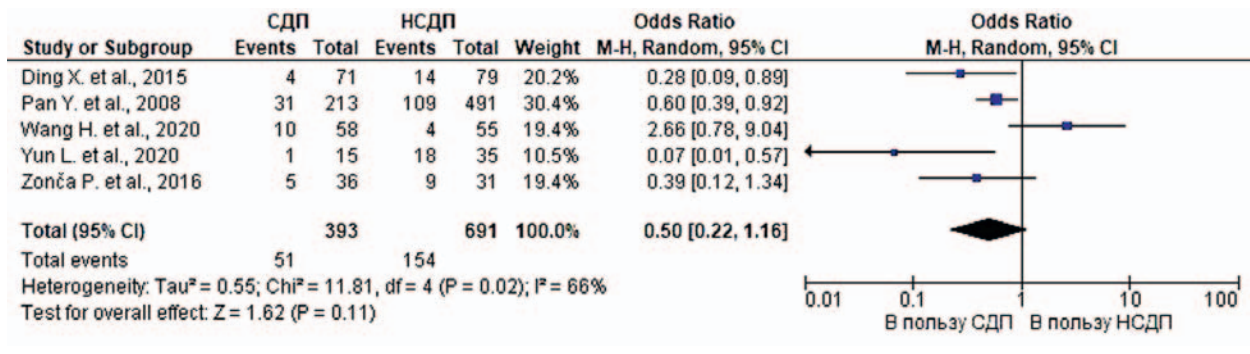 СДП НСДП Odds Ratio Odds Ratio
Study or Subgroup Events Total Events Total Weight M-H, Random, 95% CI M-H, Random, 95% CI
Ding X. et al., 2015 4 71 14 79 20.2% 0.28 [0.09, 0.89]
Pan Y. et al., 2008 31 213 109 491 30.4% 0.60 [0.39, 0.92]
Wang H. et al., 2020 10 58 4 55 19.4% 2.66 [0.78, 9.04]
Yun L. et al., 2020 1 15 18 35 10.5% 0.07 [0.01, 0.57]
Zonča P. et al., 2016 5 36 9 31 19.4% 0.39 [0.12, 1.34]
Total (95% CI) 393 691 100.0% 0.50 [0.22, 1.16]
Total events 51 154
Heterogeneity: Tau² = 0.55; Chi² = 11.81, df = 4 (P = 0.02); I² = 66%
Test for overall effect: Z = 1.62 (P = 0.11)
0.01 0.1 1 10 100
В пользу СДП В пользу НСДП